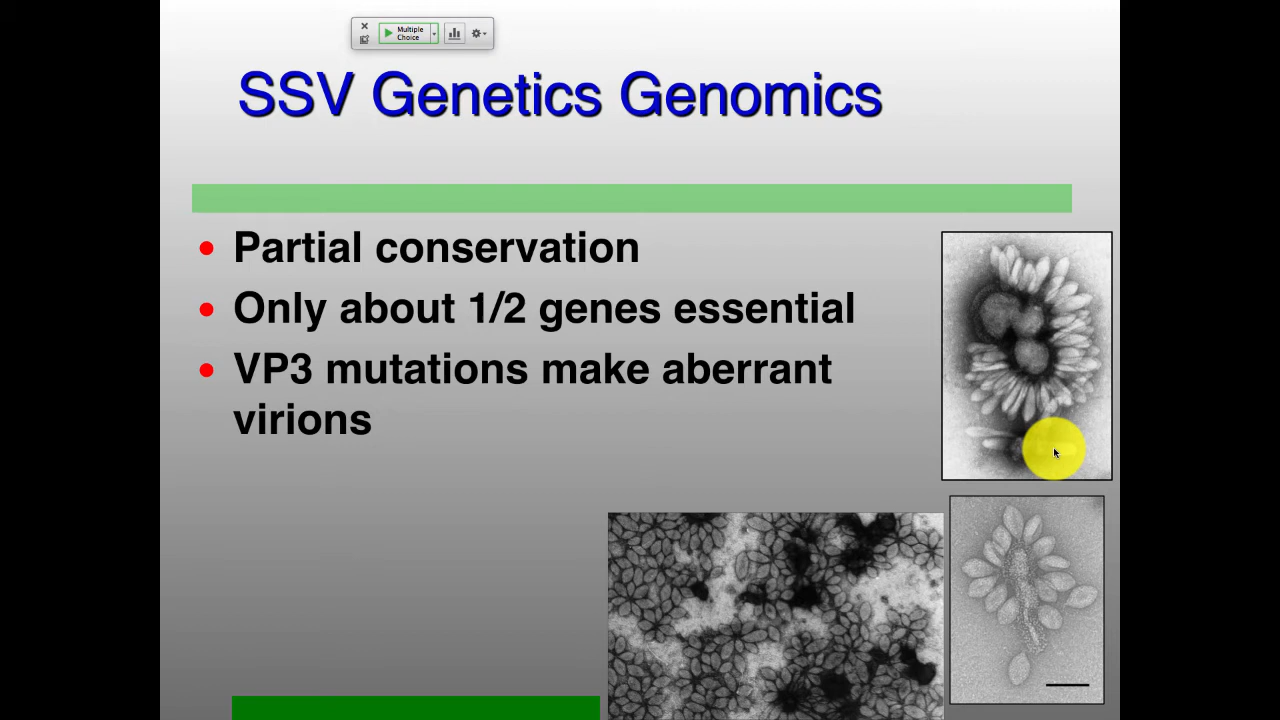 Multiple
Choice
SSV Genetics Genomics
• Partial conservation
• Only about 1/2 genes essential
• VP3 mutations make aberrant
virions